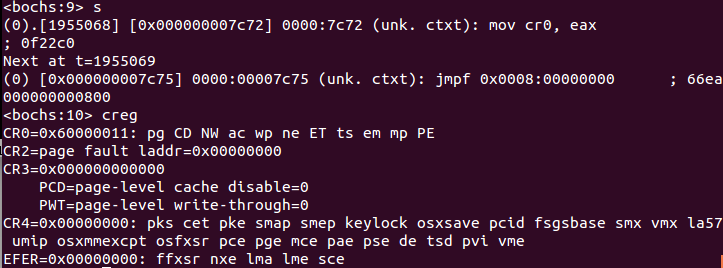 <bochs:9> s
(0).[1955068] [0x000000007c72] 0000:7c72 (unk. ctxt): mov cr0, eax
; 0f22c0
Next at t=1955069
(0) [0x000000007c75] 0000:00007c75 (unk. ctxt): jmpf 0x0008:00000000      ; 66ea
000000000800
<bochs:10> creg
CR0=0x60000011: pg CD NW ac wp ne ET ts em mp PE
CR2=page fault laddr=0x00000000
CR3=0x000000000000
    PCD=page-level cache disable=0
    PWT=page-level write-through=0
CR4=0x00000000: pks cet pke smap smep keylock osxsave pcid fsgsbase smx vmx la57
 umip osxmmexcpt osfxsr pce pge mce pae pse de tsd pvi vme
EFER=0x00000000: ffxsr nxe lma lme sce